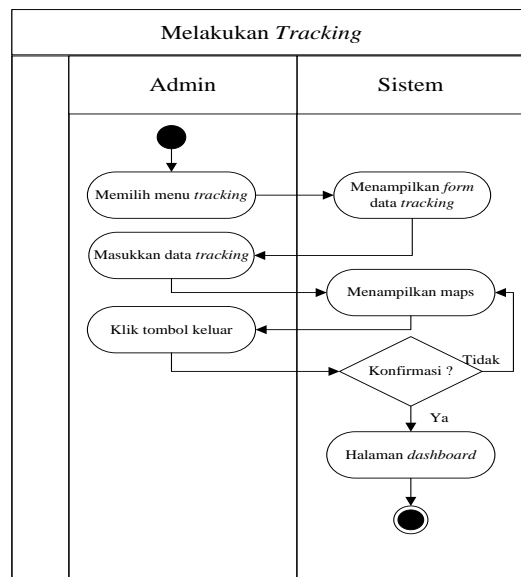 Melakukan Tracking
Admin
Sistem
Memilih menu tracking
Menampilkan form
data tracking
Masukkan data tracking
Menampilkan maps
Klik tombol keluar
Konfirmasi ?
Tidak
Ya
Halaman dashboard